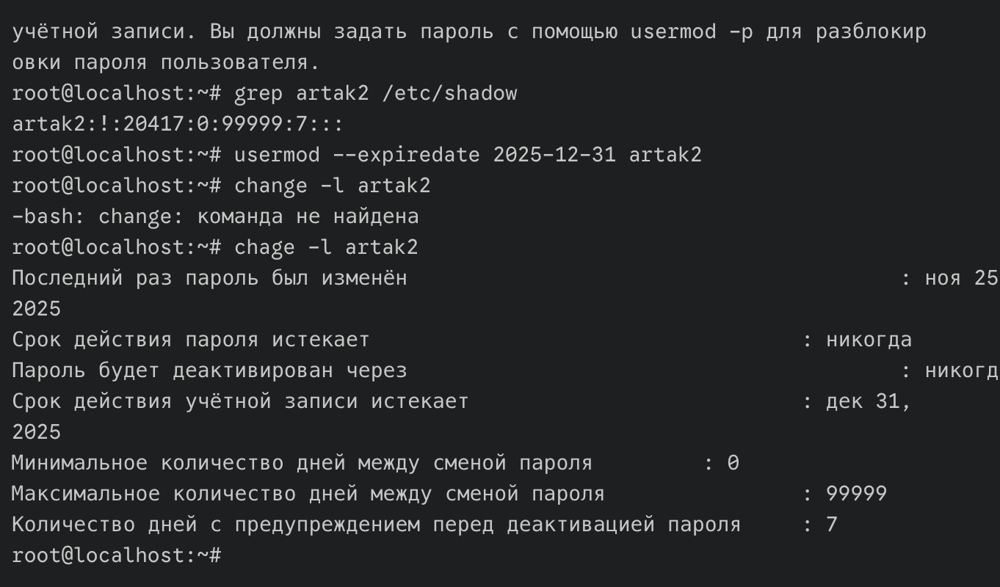 учётной записи. Вы должны задать пароль с помощью usermod -p для разблокир
овки пароля пользователя.
root@localhost:~# grep artak2 /etc/shadow
artak2:!:20417:0:99999:7:::
root@localhost:~# usermod --expiredate 2025-12-31 artak2
root@localhost:~# change -l artak2
-bash: change: команда не найдена
root@localhost:~# chage -l artak2
Последний раз пароль был изменён : ноя 25
2025
Срок действия пароля истекает : никогда
Пароль будет деактивирован через : никогд
Срок действия учётной записи истекает : дек 31,
2025
Минимальное количество дней между сменой пароля : 0
Максимальное количество дней между сменой пароля : 99999
Количество дней с предупреждением перед деактивацией пароля : 7
root@localhost:~#